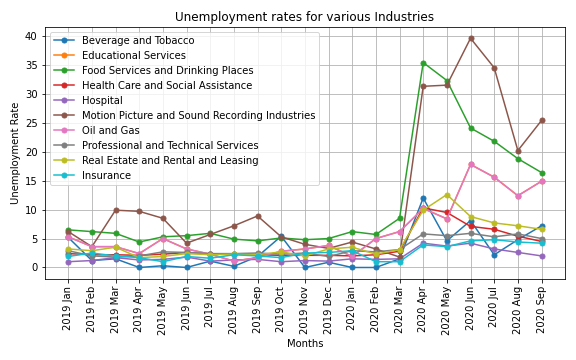 Unemployment rates for various Industries
Beverage and Tobacco
Educational Services
Food Services and Drinking Places
Health Care and Social Assistance
Hospital
Motion Picture and Sound Recording Industries
Oil and Gas
Professional and Technical Services
Real Estate and Rental and Leasing
Insurance
Unemployment Rate
40
35
30
25
20
15
10
5
0
2019 Jan
2019 Feb
2019 Mar
2019 Apr
2019 May
2019 Jun
2019 Jul
2019 Aug
2019 Sep
2019 Oct
2019 Nov
2019 Dec
2020 Jan
2020 Feb
2020 Mar
2020 Apr
2020 May
2020 Jun
2020 Jul
2020 Aug
2020 Sep
Months